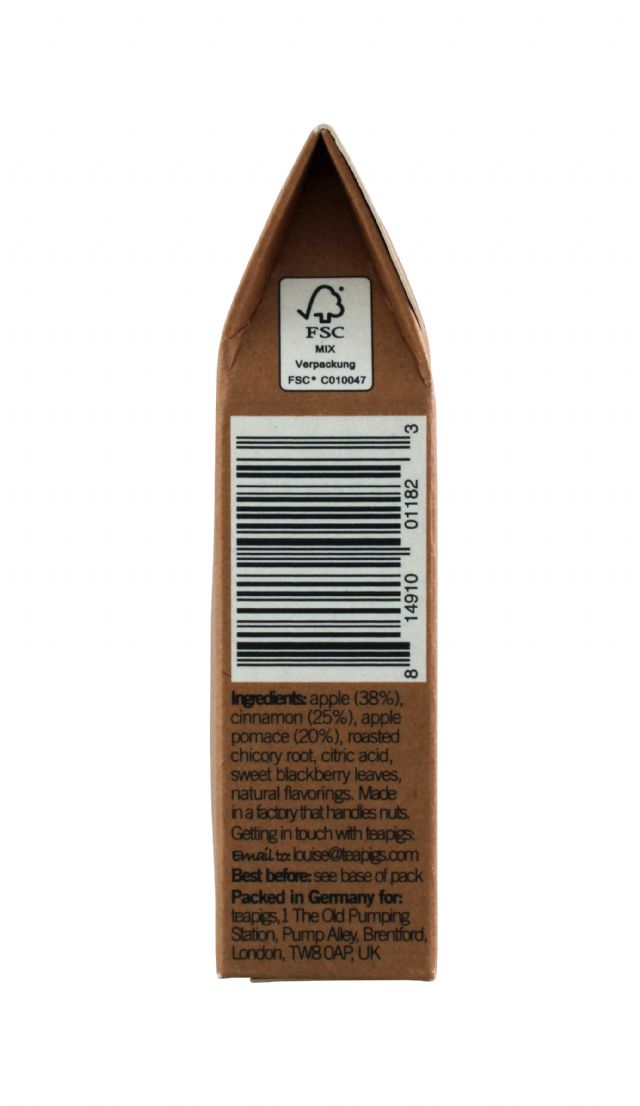 FSC
MIX
Verpackung
FSC® C010047
8 14910 01182 3
Ingredients: apple (38%),
cinnamon (25%), apple
pomace (20%), roasted
chicory root, citric acid,
sweet blackberry leaves,
natural flavorings. Made
in a factory that handles nuts.
Getting in touch with teapigs:
email to: louise@teapigs.com
Best before: see base of pack
Packed in Germany for:
teapigs, 1 The Old Pumping
Station, Pump Alley, Brentford,
London, TW8 0AP, UK